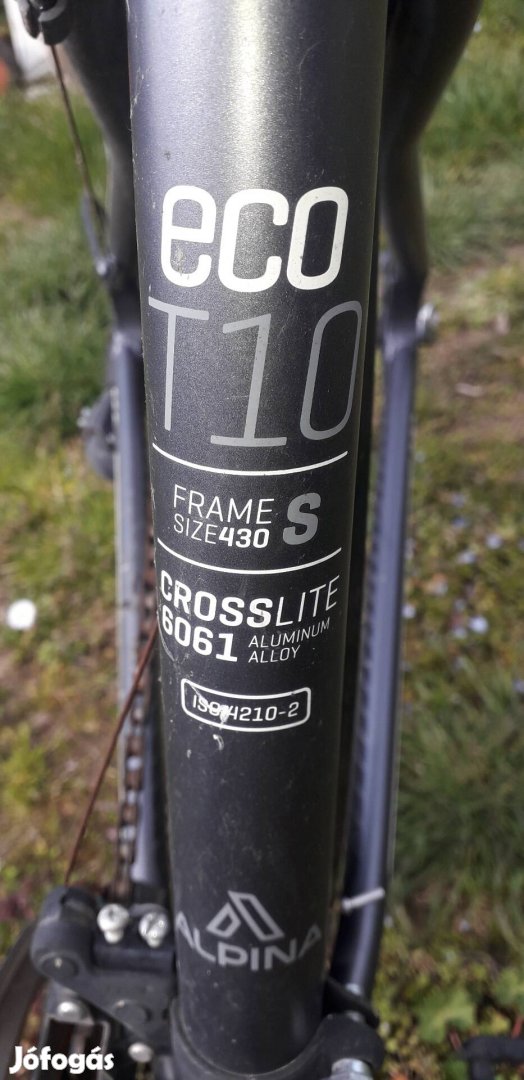 eco
T10
FRAME S
SIZE430
CROSSLITE
6061 ALUMINUM
ALLOY
ISO 4210-2
ALPINA
Jófogás